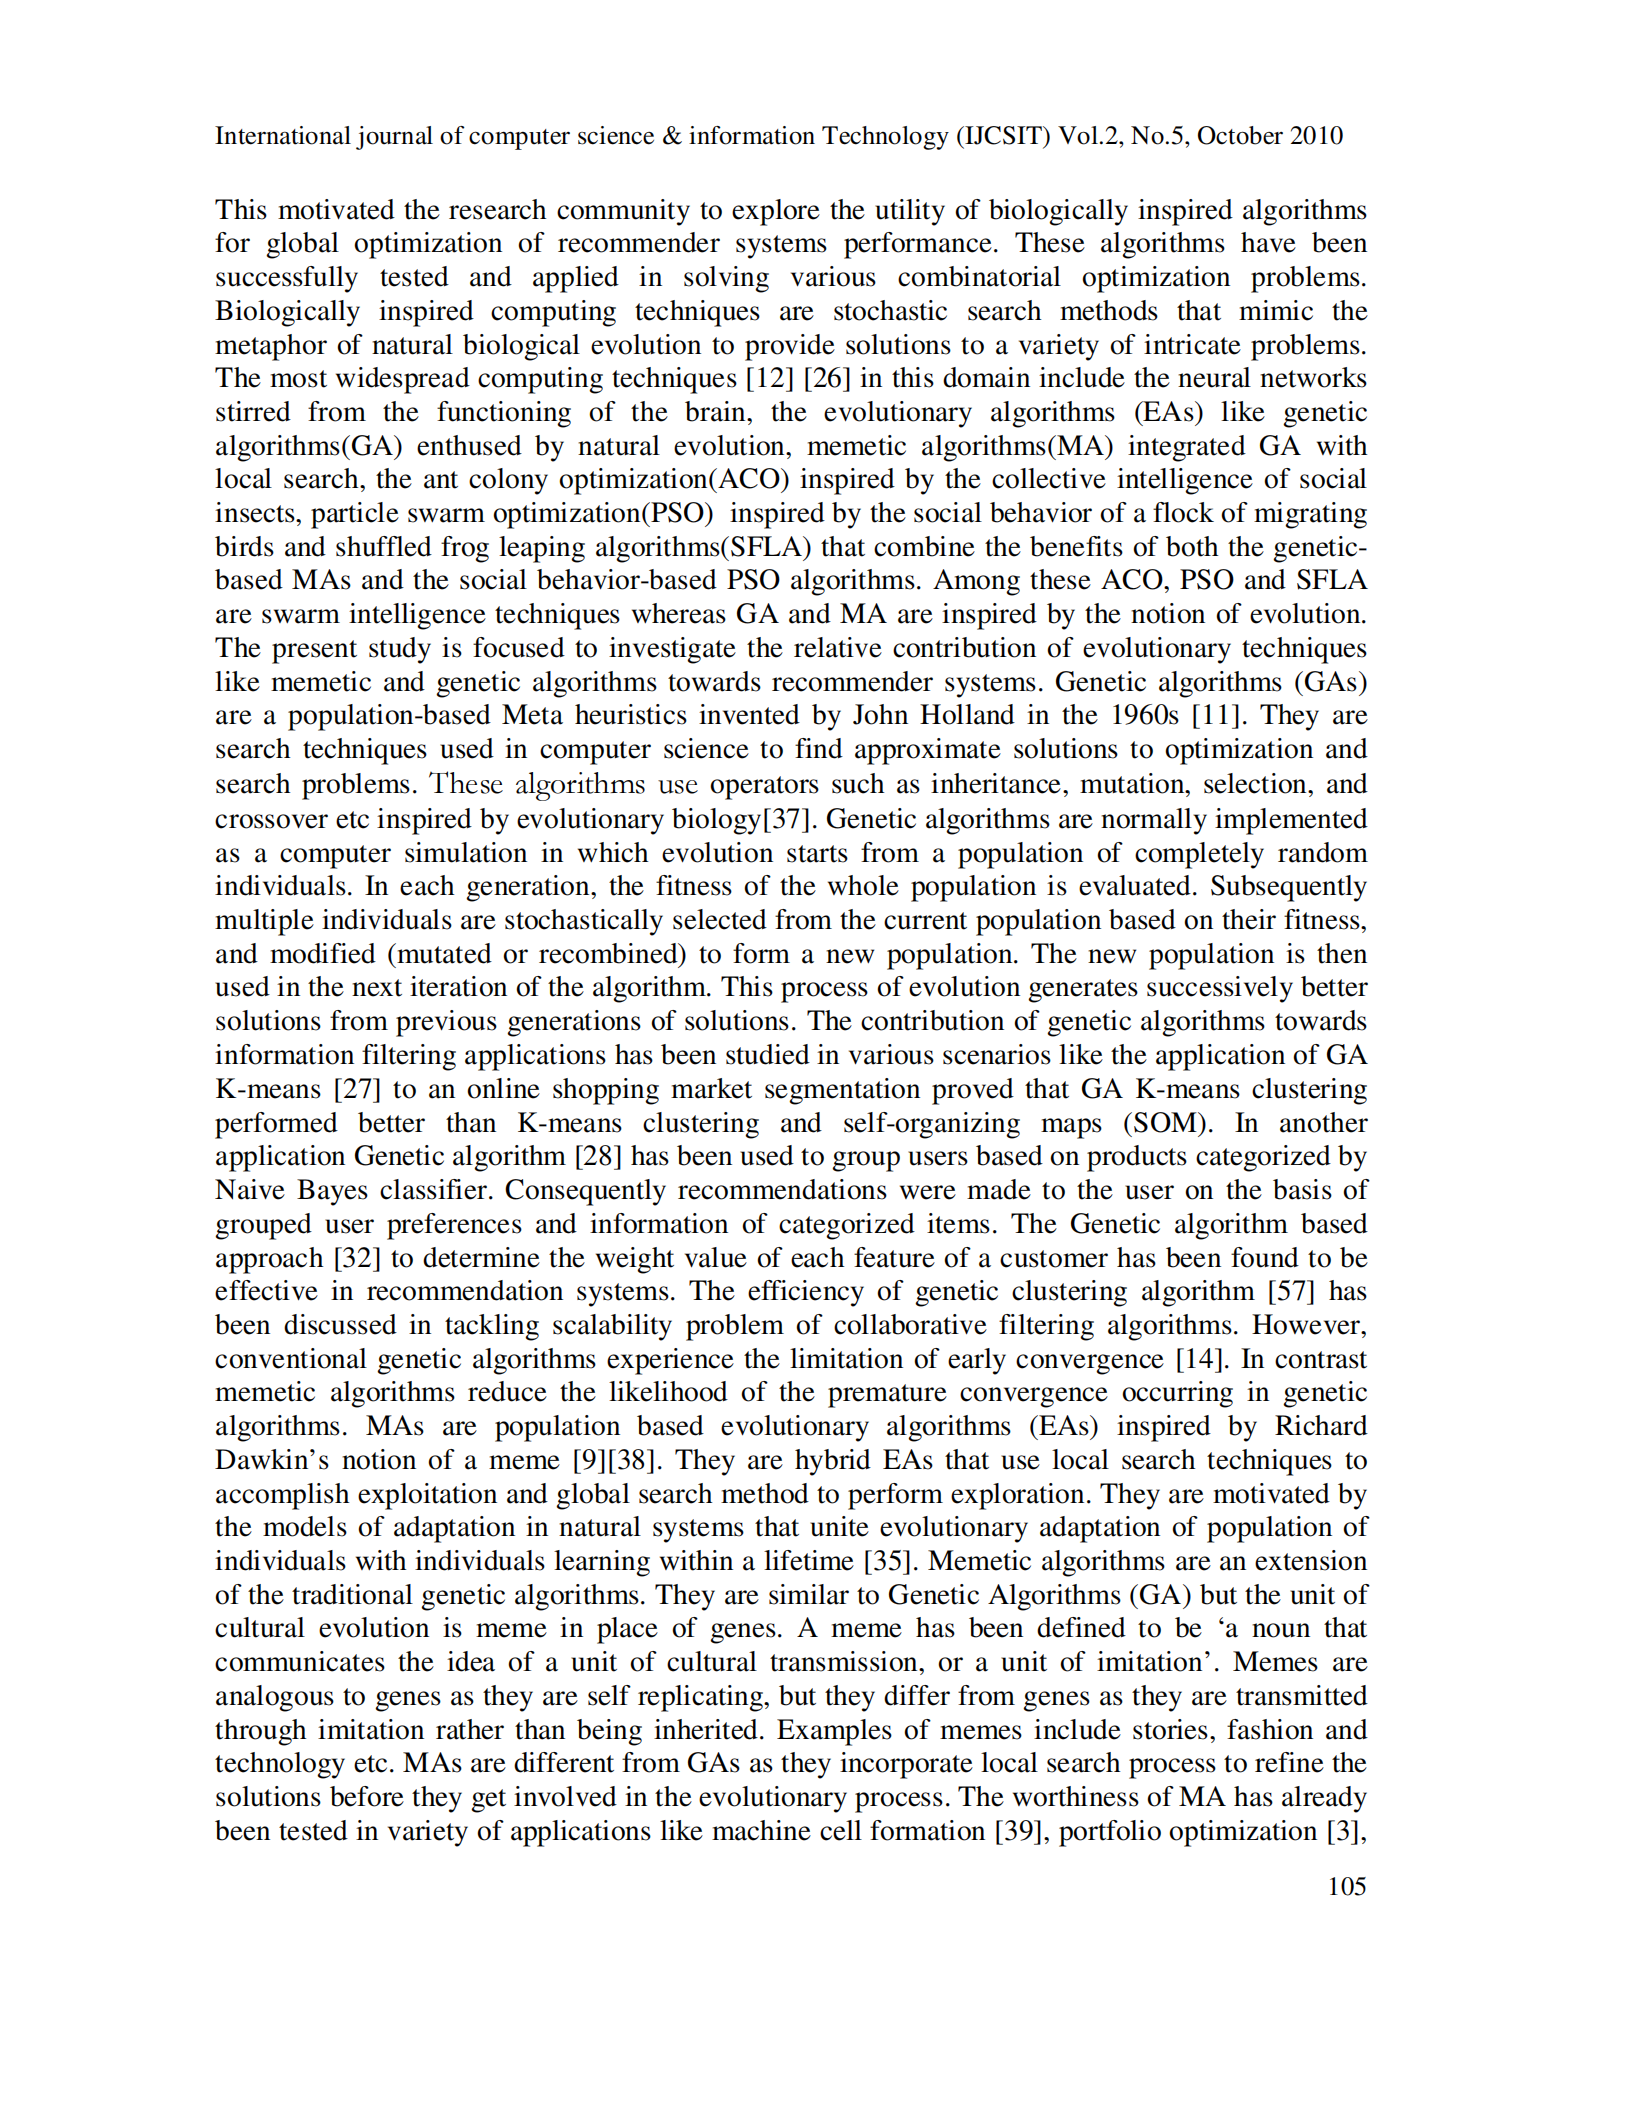 International journal of computer science & information Technology (IJCSIT) Vol.2, No.5, October 2010
This motivated the research community to explore the utility of biologically inspired algorithms
for global optimization of recommender systems performance. These algorithms have been
successfully tested and applied in solving various combinatorial optimization problems.
Biologically inspired computing techniques are stochastic search methods that mimic the
metaphor of natural biological evolution to provide solutions to a variety of intricate problems.
The most widespread computing techniques [12] [26] in this domain include the neural networks
stirred from the functioning of the brain, the evolutionary algorithms (EAs) like genetic
algorithms(GA) enthused by natural evolution, memetic algorithms(MA) integrated GA with
local search, the ant colony optimization(ACO) inspired by the collective intelligence of social
insects, particle swarm optimization(PSO) inspired by the social behavior of a flock of migrating
birds and shuffled frog leaping algorithms(SFLA) that combine the benefits of both the genetic-
based MAs and the social behavior-based PSO algorithms. Among these ACO, PSO and SFLA
are swarm intelligence techniques whereas GA and MA are inspired by the notion of evolution.
The present study is focused to investigate the relative contribution of evolutionary techniques
like memetic and genetic algorithms towards recommender systems. Genetic algorithms (GAs)
are a population-based Meta heuristics invented by John Holland in the 1960s [11]. They are
search techniques used in computer science to find approximate solutions to optimization and
search problems. These algorithms use operators such as inheritance, mutation, selection, and
crossover etc inspired by evolutionary biology[37]. Genetic algorithms are normally implemented
as a computer simulation in which evolution starts from a population of completely random
individuals. In each generation, the fitness of the whole population is evaluated. Subsequently
multiple individuals are stochastically selected from the current population based on their fitness,
and modified (mutated or recombined) to form a new population. The new population is then
used in the next iteration of the algorithm. This process of evolution generates successively better
solutions from previous generations of solutions. The contribution of genetic algorithms towards
information filtering applications has been studied in various scenarios like the application of GA
K-means [27] to an online shopping market segmentation proved that GA K-means clustering
performed better than K-means clustering and self-organizing maps (SOM). In another
application Genetic algorithm [28] has been used to group users based on products categorized by
Naive Bayes classifier. Consequently recommendations were made to the user on the basis of
grouped user preferences and information of categorized items. The Genetic algorithm based
approach [32] to determine the weight value of each feature of a customer has been found to be
effective in recommendation systems. The efficiency of genetic clustering algorithm [57] has
been discussed in tackling scalability problem of collaborative filtering algorithms. However,
conventional genetic algorithms experience the limitation of early convergence [14]. In contrast
memetic algorithms reduce the likelihood of the premature convergence occurring in genetic
algorithms. MAs are population based evolutionary algorithms (EAs) inspired by Richard
Dawkin’s notion of a meme [9][38]. They are hybrid EAs that use local search techniques to
accomplish exploitation and global search method to perform exploration. They are motivated by
the models of adaptation in natural systems that unite evolutionary adaptation of population of
individuals with individuals learning within a lifetime [35]. Memetic algorithms are an extension
of the traditional genetic algorithms. They are similar to Genetic Algorithms (GA) but the unit of
cultural evolution is meme in place of genes. A meme has been defined to be ‘a noun that
communicates the idea of a unit of cultural transmission, or a unit of imitation’. Memes are
analogous to genes as they are self replicating, but they differ from genes as they are transmitted
through imitation rather than being inherited. Examples of memes include stories, fashion and
technology etc. MAs are different from GAs as they incorporate local search process to refine the
solutions before they get involved in the evolutionary process. The worthiness of MA has already
been tested in variety of applications like machine cell formation [39], portfolio optimization [3],
105